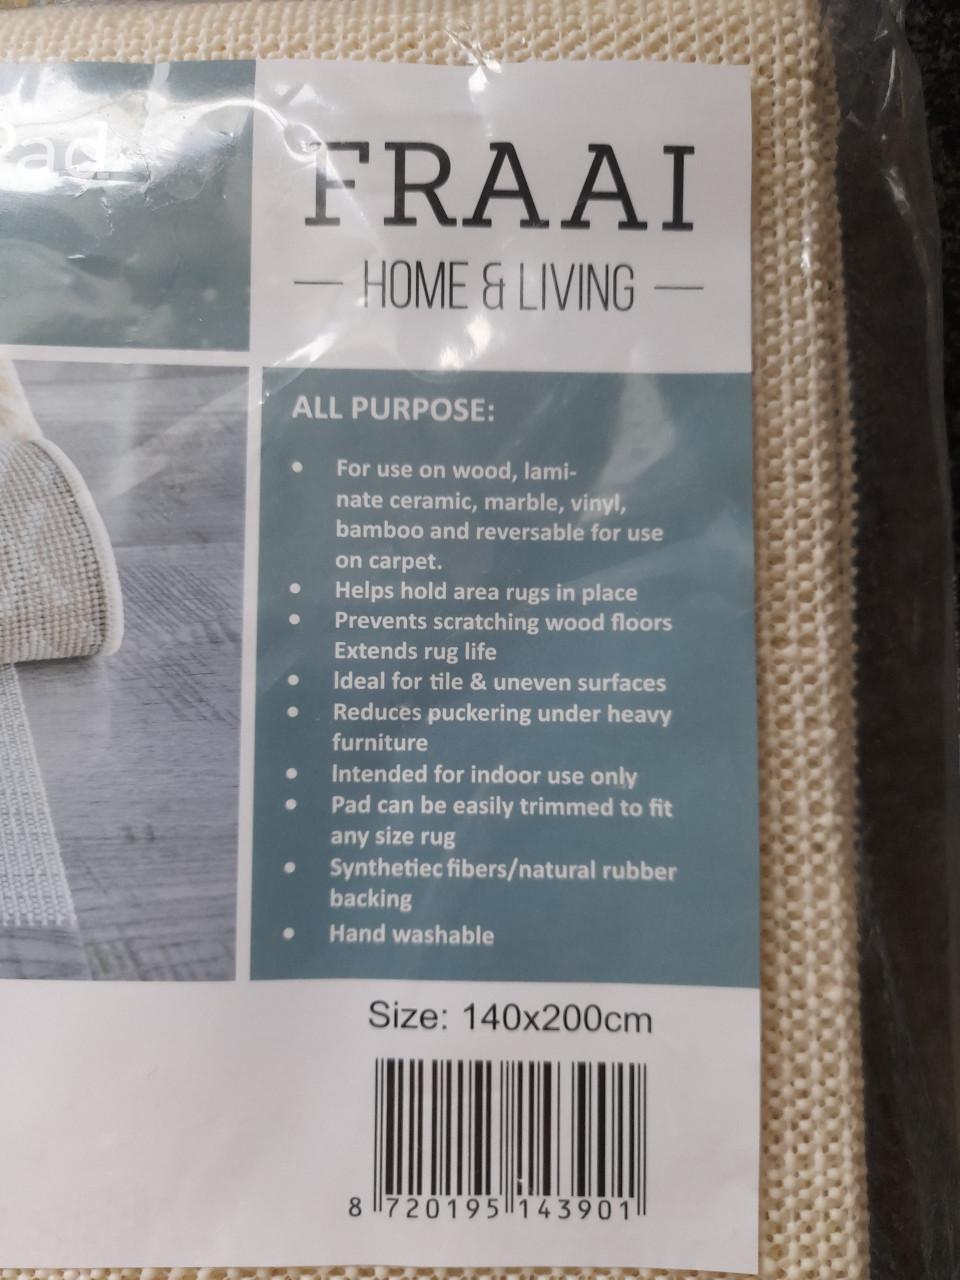 Pad
FRAAI
HOME & LIVING
ALL PURPOSE:
• For use on wood, lami-
nate ceramic, marble, vinyl,
bamboo and reversable for use
on carpet.
• Helps hold area rugs in place
• Prevents scratching wood floors
Extends rug life
• Ideal for tile & uneven surfaces
• Reduces puckering under heavy
furniture
• Intended for indoor use only
• Pad can be easily trimmed to fit
any size rug
• Synthetiec fibers/natural rubber
backing
• Hand washable
Size: 140x200cm
8 720195 143901